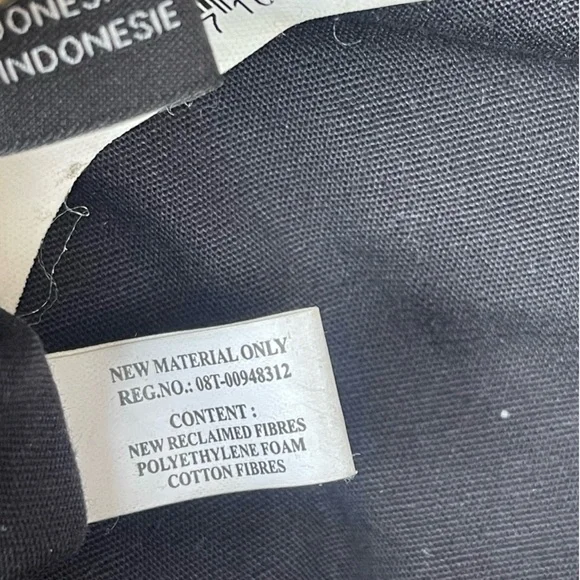 INDONESIE
NEW MATERIAL ONLY
REG.NO.: 08T-00948312
CONTENT :
NEW RECLAIMED FIBRES
POLYETHYLENE FOAM
COTTON FIBRES